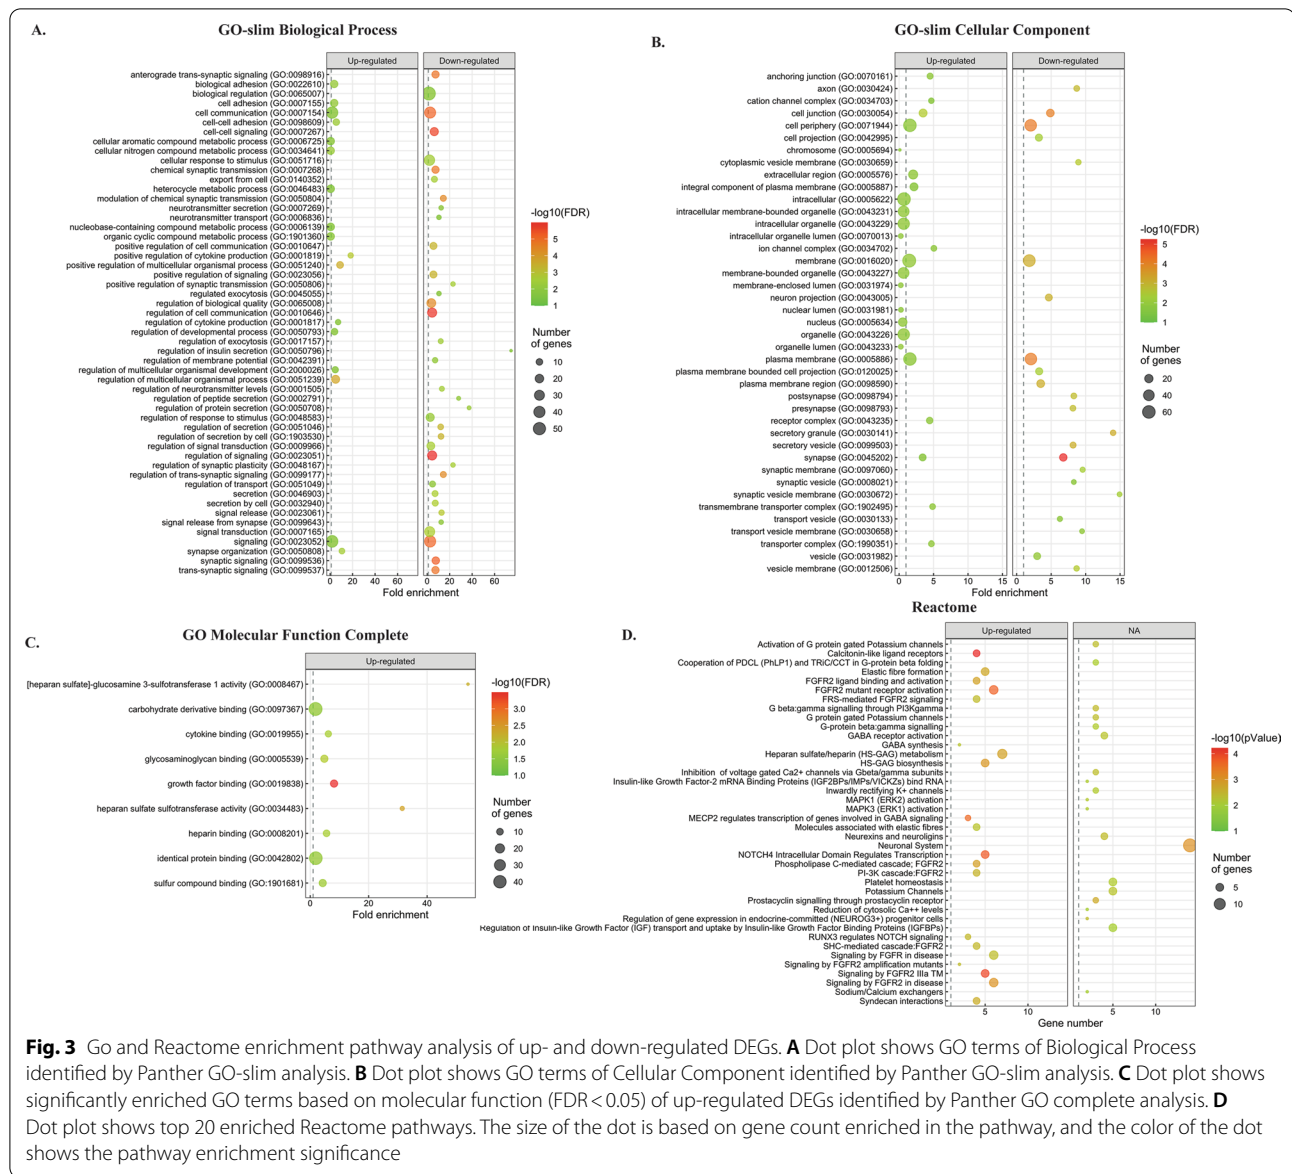 A.
GO-slim Biological Process
Up-regulated
Down-regulated
anterograde trans-synaptic signaling (GO:0098916)
biological adhesion (GO:0022610)
biological regulation (GO:0065007)
cell adhesion (GO:0007155)
cell communication (GO:0007154)
cell-cell adhesion (GO:0098609)
cell-cell signaling (GO:0007267)
cellular aromatic compound metabolic process (GO:0006725)
cellular nitrogen compound metabolic process (GO:0034641)
cellular response to stimulus (GO:0051716)
chemical synaptic transmission (GO:0007268)
export from cell (GO:0140352)
heterocycle metabolic process (GO:0046483)
modulation of chemical synaptic transmission (GO:0050804)
neurotransmitter secretion (GO:0007269)
neurotransmitter transport (GO:0006836)
nucleobase-containing compound metabolic process (GO:0006139)
organic cyclic compound metabolic process (GO:1901360)
positive regulation of cell communication (GO:0010647)
positive regulation of cytokine production (GO:0001819)
positive regulation of multicellular organismal process (GO:0051240)
positive regulation of signaling (GO:0023056)
positive regulation of synaptic transmission (GO:0050806)
regulated exocytosis (GO:0045055)
regulation of biological quality (GO:0065008)
regulation of cell communication (GO:0010646)
regulation of cytokine production (GO:0001817)
regulation of developmental process (GO:0050793)
regulation of exocytosis (GO:0017157)
regulation of insulin secretion (GO:0050796)
regulation of membrane potential (GO:0042391)
regulation of multicellular organismal development (GO:2000026)
regulation of multicellular organismal process (GO:0051239)
regulation of neurotransmitter levels (GO:0001505)
regulation of peptide secretion (GO:0002791)
regulation of protein secretion (GO:0050708)
regulation of response to stimulus (GO:0048583)
regulation of secretion (GO:0051046)
regulation of secretion by cell (GO:1903530)
regulation of signal transduction (GO:0009966)
regulation of signaling (GO:0023051)
regulation of synaptic plasticity (GO:0048167)
regulation of trans-synaptic signaling (GO:0099177)
regulation of transport (GO:0051049)
secretion (GO:0046903)
secretion by cell (GO:0032940)
signal release (GO:0023061)
signal release from synapse (GO:0099643)
signal transduction (GO:0007165)
signaling (GO:0023052)
synapse organization (GO:0050808)
synaptic signaling (GO:0099536)
trans-synaptic signaling (GO:0099537)
0 20 40 60 0 20 40 60
Fold enrichment
-log10(FDR)
5
4
3
2
1
Number
of genes
10
20
30
40
50
B.
GO-slim Cellular Component
Up-regulated
Down-regulated
anchoring junction (GO:0070161)
axon (GO:0030424)
cation channel complex (GO:0034703)
cell junction (GO:0030054)
cell periphery (GO:0071944)
cell projection (GO:0042995)
chromosome (GO:0005694)
cytoplasmic vesicle membrane (GO:0030659)
extracellular region (GO:0005576)
integral component of plasma membrane (GO:0005887)
intracellular (GO:0005622)
intracellular membrane-bounded organelle (GO:0043231)
intracellular organelle (GO:0043229)
intracellular organelle lumen (GO:0070013)
ion channel complex (GO:0034702)
membrane (GO:0016020)
membrane-bounded organelle (GO:0043227)
membrane-enclosed lumen (GO:0031974)
neuron projection (GO:0043005)
nuclear lumen (GO:0031981)
nucleus (GO:0005634)
organelle (GO:0043226)
organelle lumen (GO:0043233)
plasma membrane (GO:0005886)
plasma membrane bounded cell projection (GO:0120025)
plasma membrane region (GO:0098590)
postsynapse (GO:0098794)
presynapse (GO:0098793)
receptor complex (GO:0043235)
secretory granule (GO:0030141)
secretory vesicle (GO:0099503)
synapse (GO:0045202)
synaptic membrane (GO:0097060)
synaptic vesicle (GO:0008021)
synaptic vesicle membrane (GO:0030672)
transmembrane transporter complex (GO:1902495)
transport vesicle (GO:0030133)
transport vesicle membrane (GO:0030658)
transporter complex (GO:1990351)
vesicle (GO:0031982)
vesicle membrane (GO:0012506)
0 5 10 15 0 5 10 15
Fold enrichment
-log10(FDR)
5
4
3
2
1
Number
of genes
20
40
60
C.
GO Molecular Function Complete
Up-regulated
[heparan sulfate]-glucosamine 3-sulfotransferase 1 activity (GO:0008467)
carbohydrate derivative binding (GO:0097367)
cytokine binding (GO:0019955)
glycosaminoglycan binding (GO:0005539)
growth factor binding (GO:0019838)
heparan sulfate sulfotransferase activity (GO:0034483)
heparin binding (GO:0008201)
identical protein binding (GO:0042802)
sulfur compound binding (GO:1901681)
0 20 40
Fold enrichment
-log10(FDR)
3.0
2.5
2.0
1.5
1.0
Number
of genes
10
20
30
40
D.
Reactome
Up-regulated
NA
Activation of G protein gated Potassium channels
Calcitonin-like ligand receptors
Cooperation of PDCL (PhLP1) and TRiC/CCT in G-protein beta folding
Elastic fibre formation
FGFR2 ligand binding and activation
FGFR2 mutant receptor activation
FRS-mediated FGFR2 signaling
G beta:gamma signalling through PI3Kgamma
G protein gated Potassium channels
G-protein beta:gamma signalling
GABA receptor activation
GABA synthesis
Heparan sulfate/heparin (HS-GAG) metabolism
HS-GAG biosynthesis
Inhibition of voltage gated Ca2+ channels via Gbeta/gamma subunits
Insulin-like Growth Factor-2 mRNA Binding Proteins (IGF2BPs/IMPs/VICKZs) bind RNA
Inwardly rectifying K+ channels
MAPK1 (ERK2) activation
MAPK3 (ERK1) activation
MECP2 regulates transcription of genes involved in GABA signaling
Molecules associated with elastic fibres
Neurexins and neuroligins
Neuronal System
NOTCH4 Intracellular Domain Regulates Transcription
Phospholipase C-mediated cascade; FGFR2
PI-3K cascade:FGFR2
Platelet homeostasis
Potassium Channels
Prostacyclin signalling through prostacyclin receptor
Reduction of cytosolic Ca++ levels
Regulation of gene expression in endocrine-committed (NEUROG3+) progenitor cells
Regulation of Insulin-like Growth Factor (IGF) transport and uptake by Insulin-like Growth Factor Binding Proteins (IGFBPs)
RUNX3 regulates NOTCH signaling
SHC-mediated cascade:FGFR2
Signaling by FGFR in disease
Signaling by FGFR2 amplification mutants
Signaling by FGFR2 IIIa TM
Signaling by FGFR2 in disease
Sodium/Calcium exchangers
Syndecan interactions
5 10 5 10
Gene number
-log10(pValue)
4
3
2
1
Number
of genes
5
10
Fig. 3 Go and Reactome enrichment pathway analysis of up- and down-regulated DEGs. A Dot plot shows GO terms of Biological Process
identified by Panther GO-slim analysis. B Dot plot shows GO terms of Cellular Component identified by Panther GO-slim analysis. C Dot plot shows
significantly enriched GO terms based on molecular function (FDR < 0.05) of up-regulated DEGs identified by Panther GO complete analysis. D
Dot plot shows top 20 enriched Reactome pathways. The size of the dot is based on gene count enriched in the pathway, and the color of the dot
shows the pathway enrichment significance